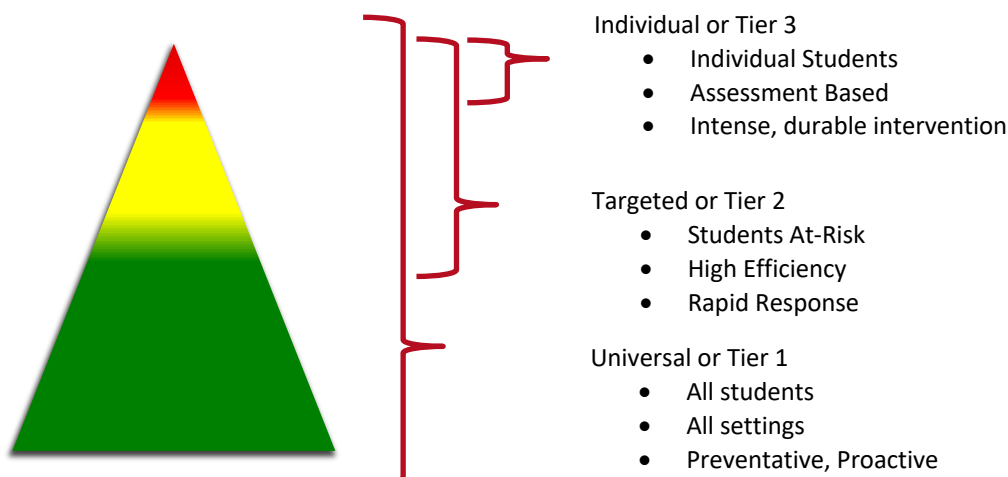 Individual or Tier 3
• Individual Students
• Assessment Based
• Intense, durable intervention
Targeted or Tier 2
• Students At-Risk
• High Efficiency
• Rapid Response
Universal or Tier 1
• All students
• All settings
• Preventative, Proactive